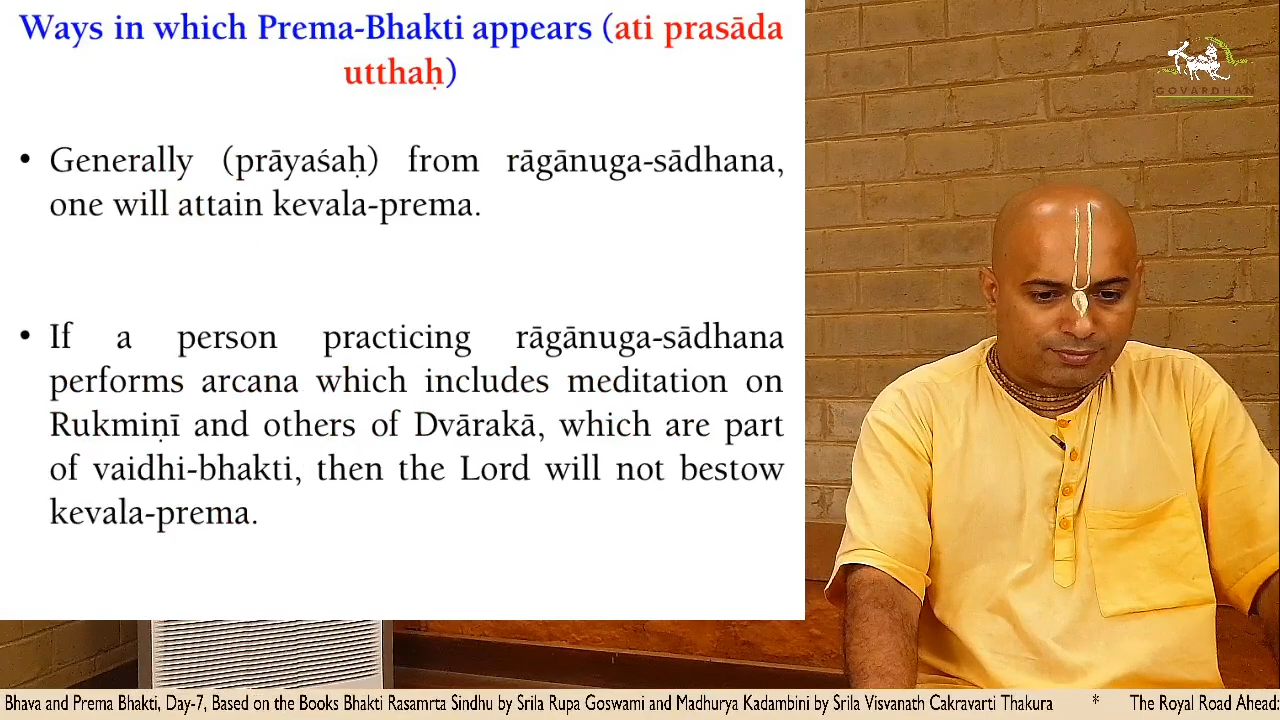 Ways in which Prema-Bhakti appears (ati prasāda
utthaḥ)
• Generally (prāyaśaḥ) from rāgānuga-sādhana,
one will attain kevala-prema.
• If a person practicing rāgānuga-sādhana
performs arcana which includes meditation on
Rukmiṇī and others of Dvārakā, which are part
of vaidhi-bhakti, then the Lord will not bestow
kevala-prema.
GOVARDHAN
Bhava and Prema Bhakti, Day-7, Based on the Books Bhakti Rasamrta Sindhu by Srila Rupa Goswami and Madhurya Kadambini by Srila Visvanath Cakravarti Thakura * The Royal Road Ahead.